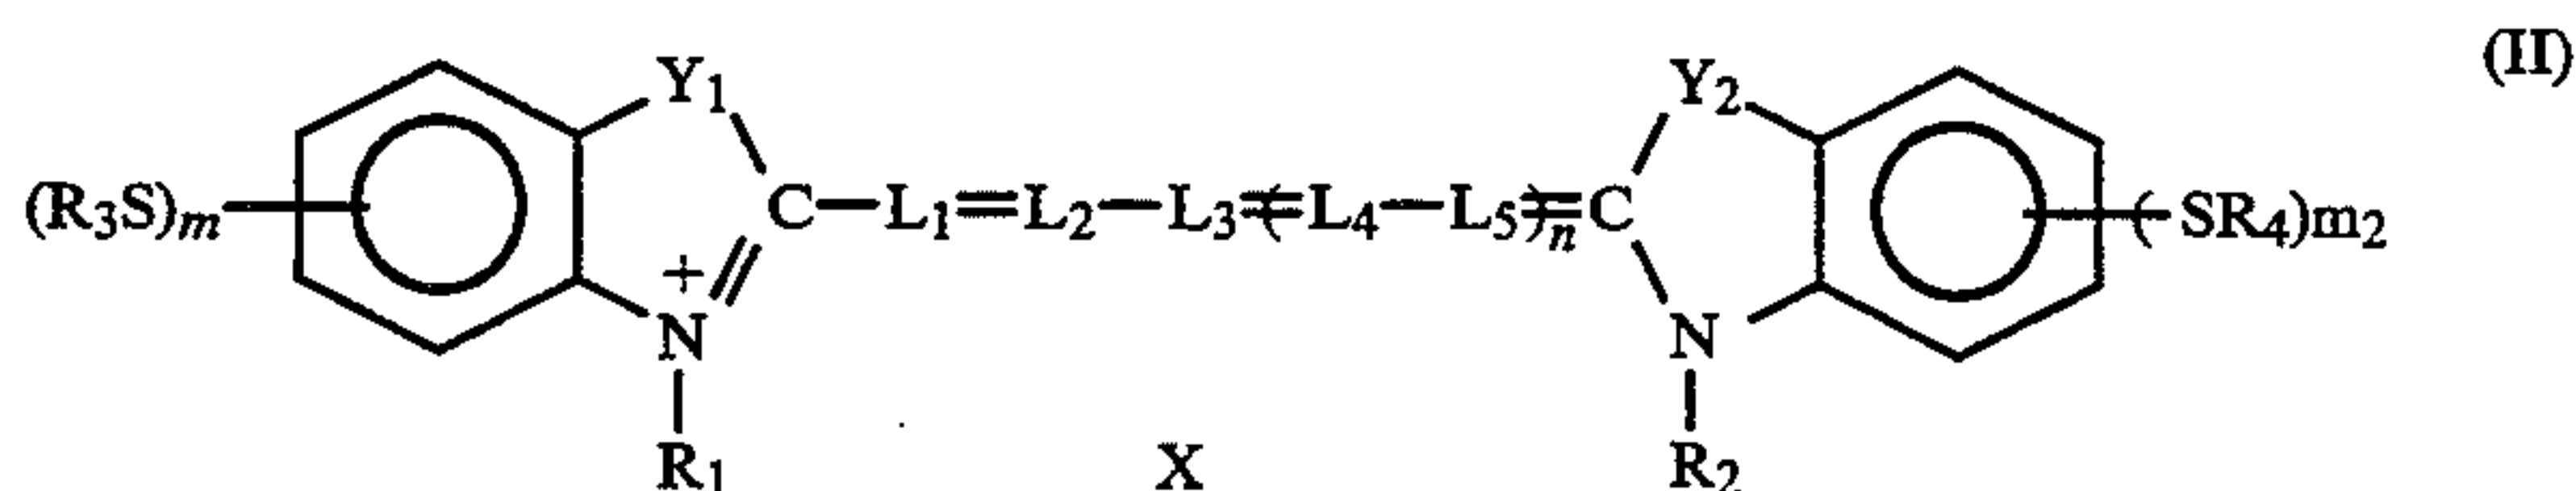 (II)
Y₁ Y₂
(R₃S)ₘ C—L₁=L₂—L₃(=L₄—L₅)ₙ=C (SR₄)m₂
+
N N
R₁ X R₂